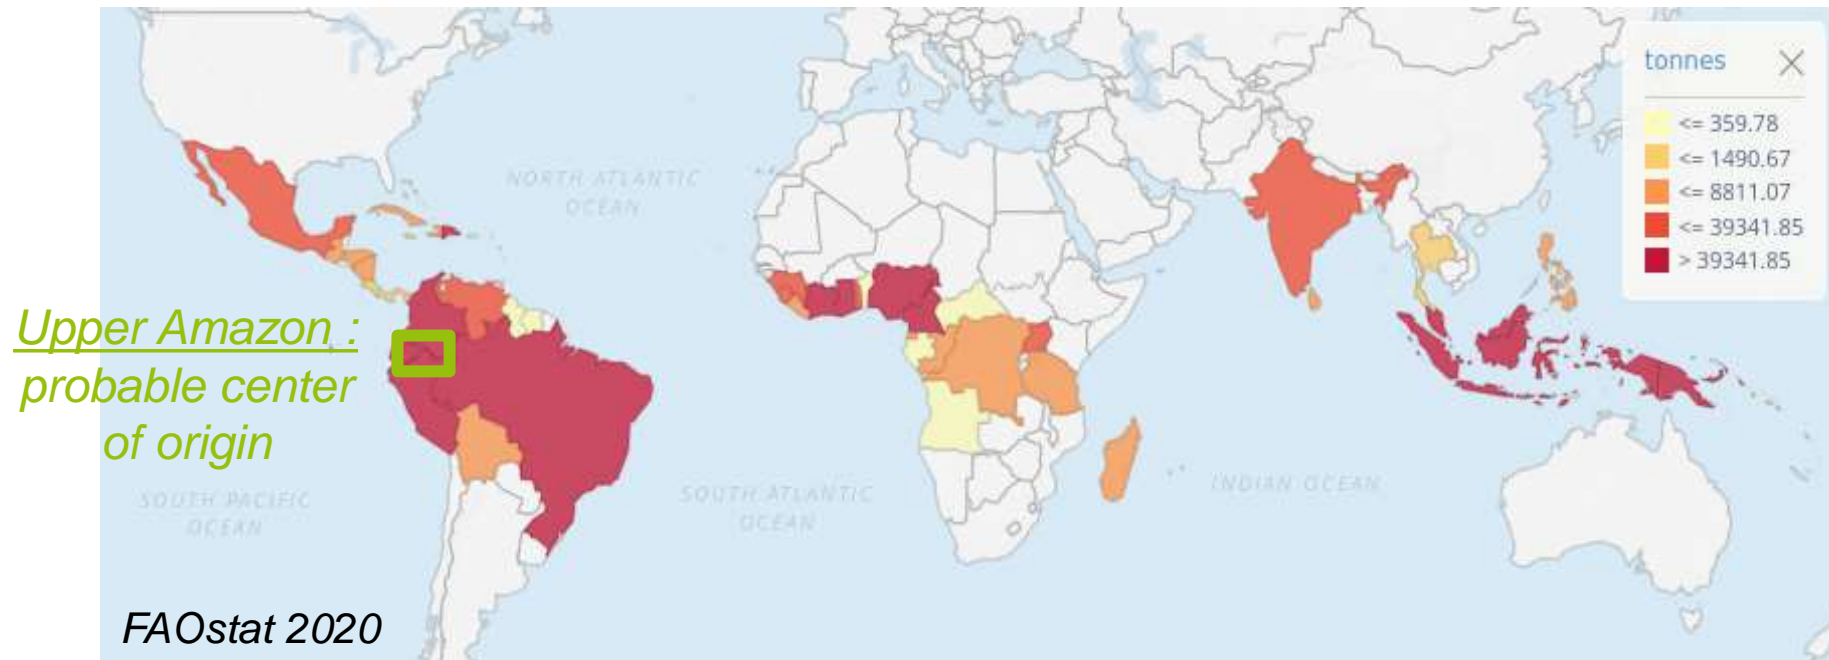 tonnes
<= 359.78
<= 1490.67
<= 8811.07
<= 39341.85
> 39341.85
NORTH ATLANTIC
OCEAN
Upper Amazon :
probable center
of origin
SOUTH PACIFIC
OCEAN
SOUTH ATLANTIC
OCEAN
INDIAN OCEAN
FAOstat 2020